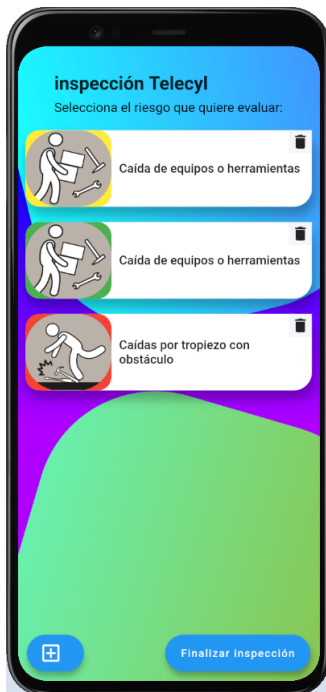 inspección Telecyl
Selecciona el riesgo que quiere evaluar:
Caída de equipos o herramientas
Caída de equipos o herramientas
Caídas por tropiezo con
obstáculo
Finalizar inspección